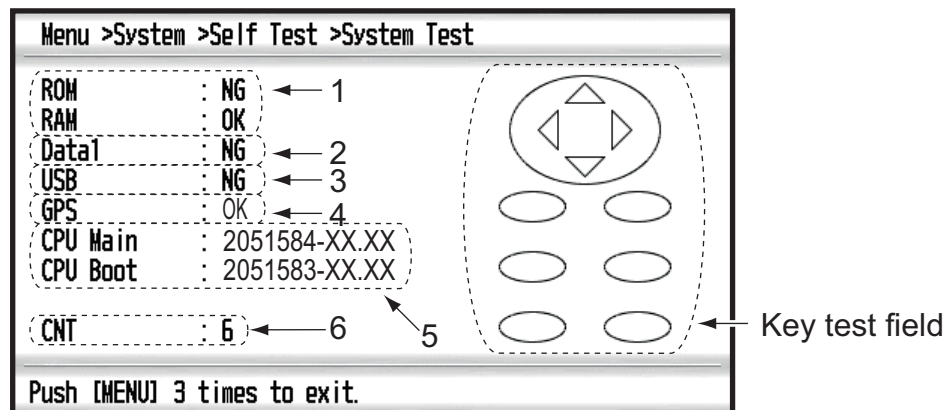 Menu >System >Self Test >System Test
ROM : NG 1
RAM : OK
Data1 : NG 2
USB : NG 3
GPS : OK 4
CPU Main : 2051584-XX.XX
CPU Boot : 2051583-XX.XX
5
CNT : 6 6
Key test field
Push [MENU] 3 times to exit.